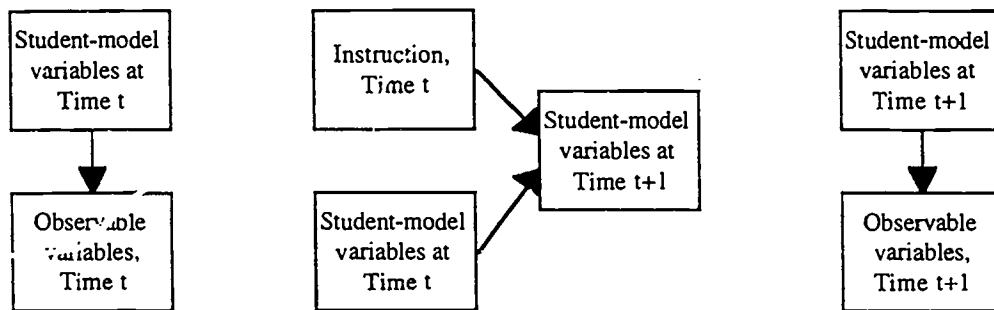 Student-model
variables at
Time t
Observable
variables,
Time t
Instruction,
Time t
Student-model
variables at
Time t
Student-model
variables at
Time t+1
Student-model
variables at
Time t+1
Observable
variables,
Time t+1